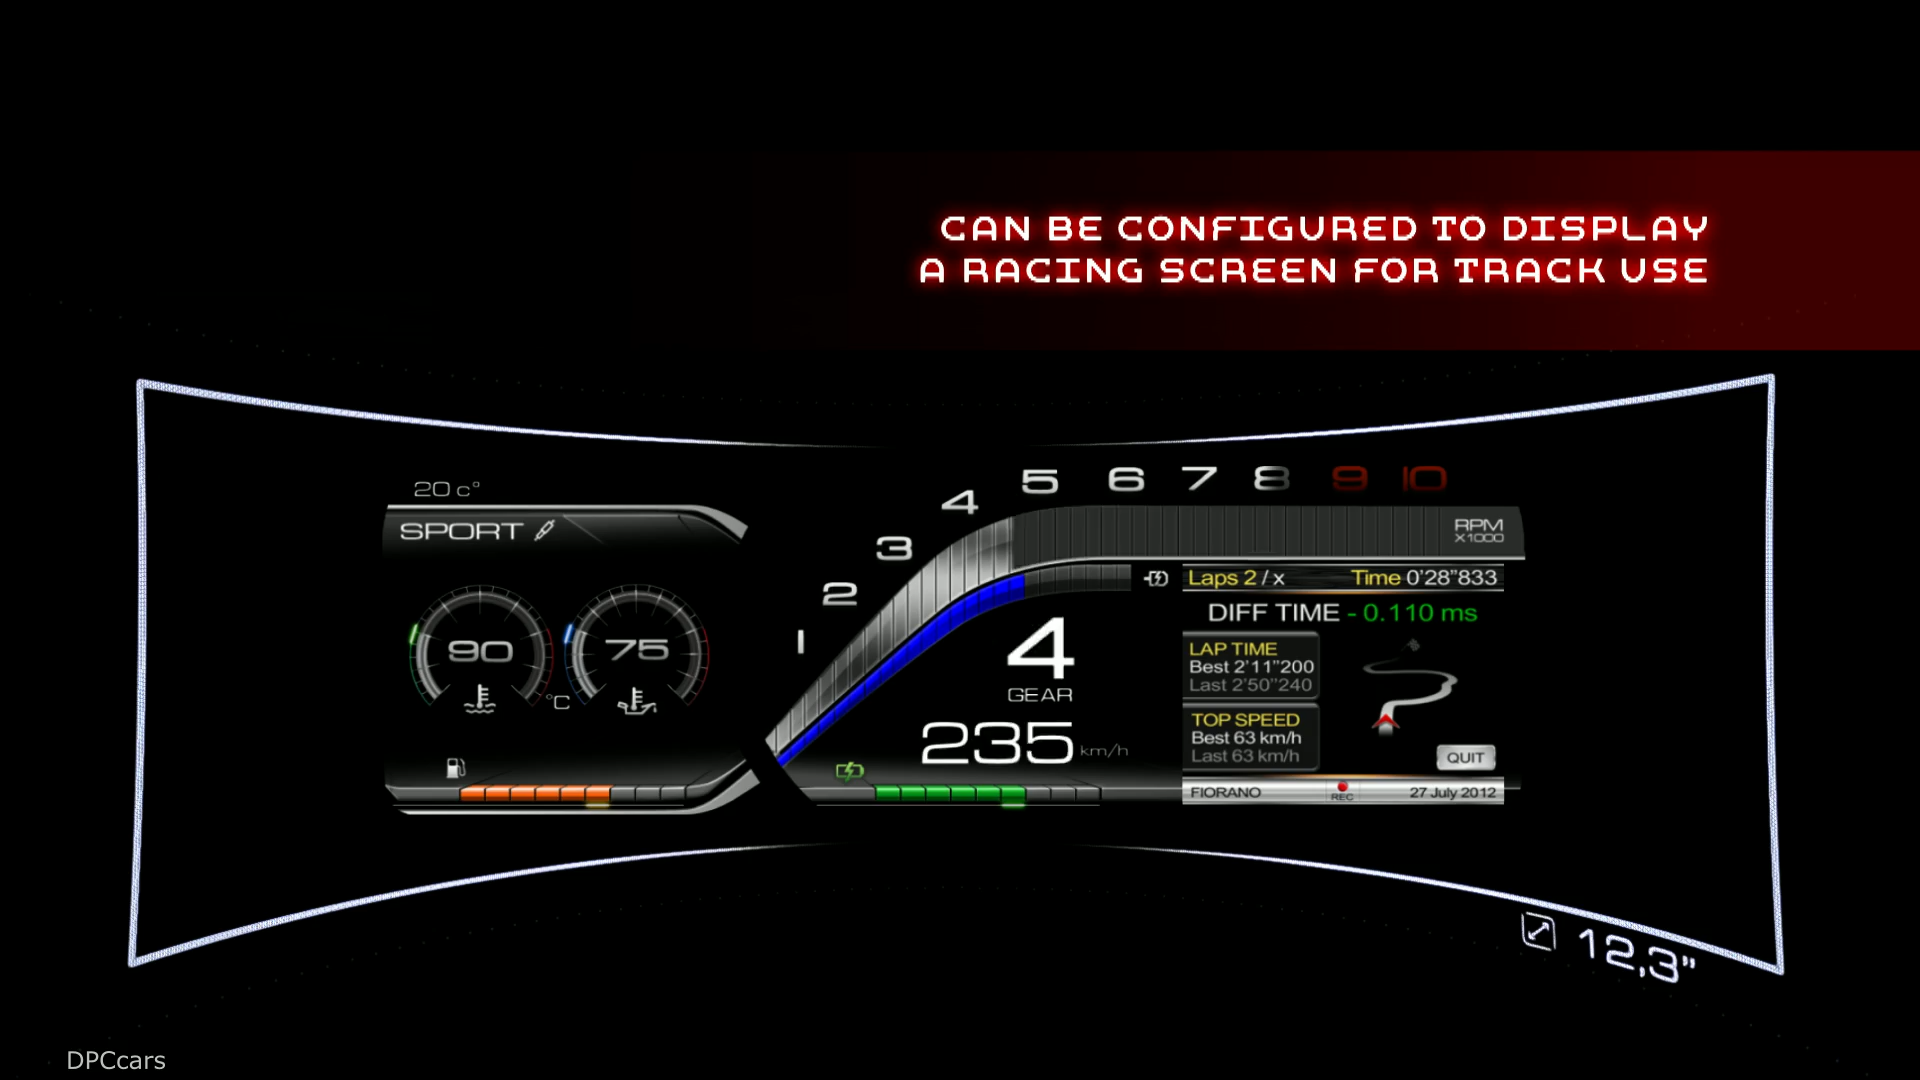 CAN BE CONFIGURED TO DISPLAY
A RACING SCREEN FOR TRACK USE
20 c°
SPORT
90
75
°C
1
2
3
4
5
6
7
8
9
10
RPM
X1000
4
GEAR
235 km/h
Laps 2 / x Time 0'28"833
DIFF TIME - 0.110 ms
LAP TIME
Best 2'11"200
Last 2'50"240
TOP SPEED
Best 63 km/h
Last 63 km/h
QUIT
FIORANO REC 27 July 2012
12,3"
DPCcars